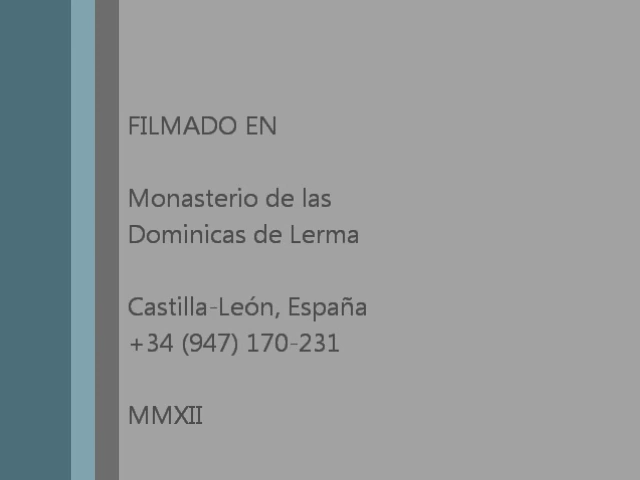 FILMADO EN
Monasterio de las
Dominicas de Lerma
Castilla-León, España
+34 (947) 170-231
MMXII